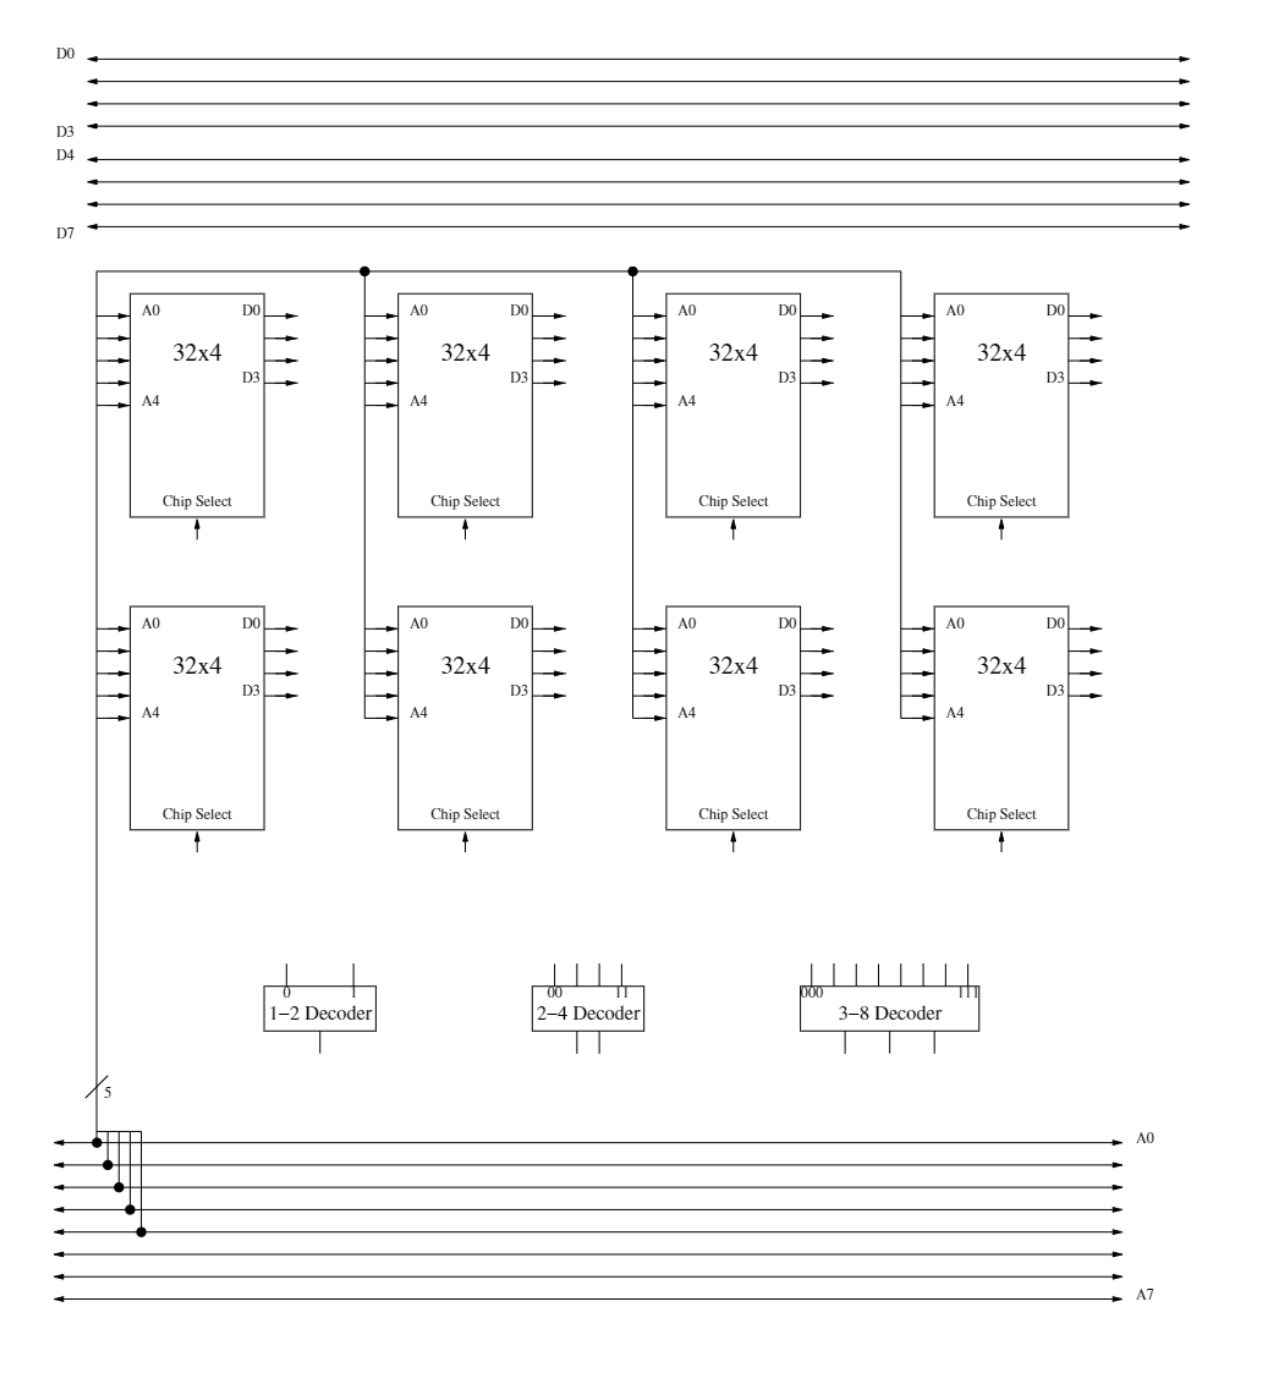 D0
D3
D4
D7
A0 D0 A0 D0 A0 D0 A0 D0
32x4 32x4 32x4 32x4
D3 D3 D3 D3
A4 A4 A4 A4
Chip Select Chip Select Chip Select Chip Select
A0 D0 A0 D0 A0 D0 A0 D0
32x4 32x4 32x4 32x4
D3 D3 D3 D3
A4 A4 A4 A4
Chip Select Chip Select Chip Select Chip Select
0 1 00 11 000 111
1−2 Decoder 2−4 Decoder 3−8 Decoder
5
A0
A7